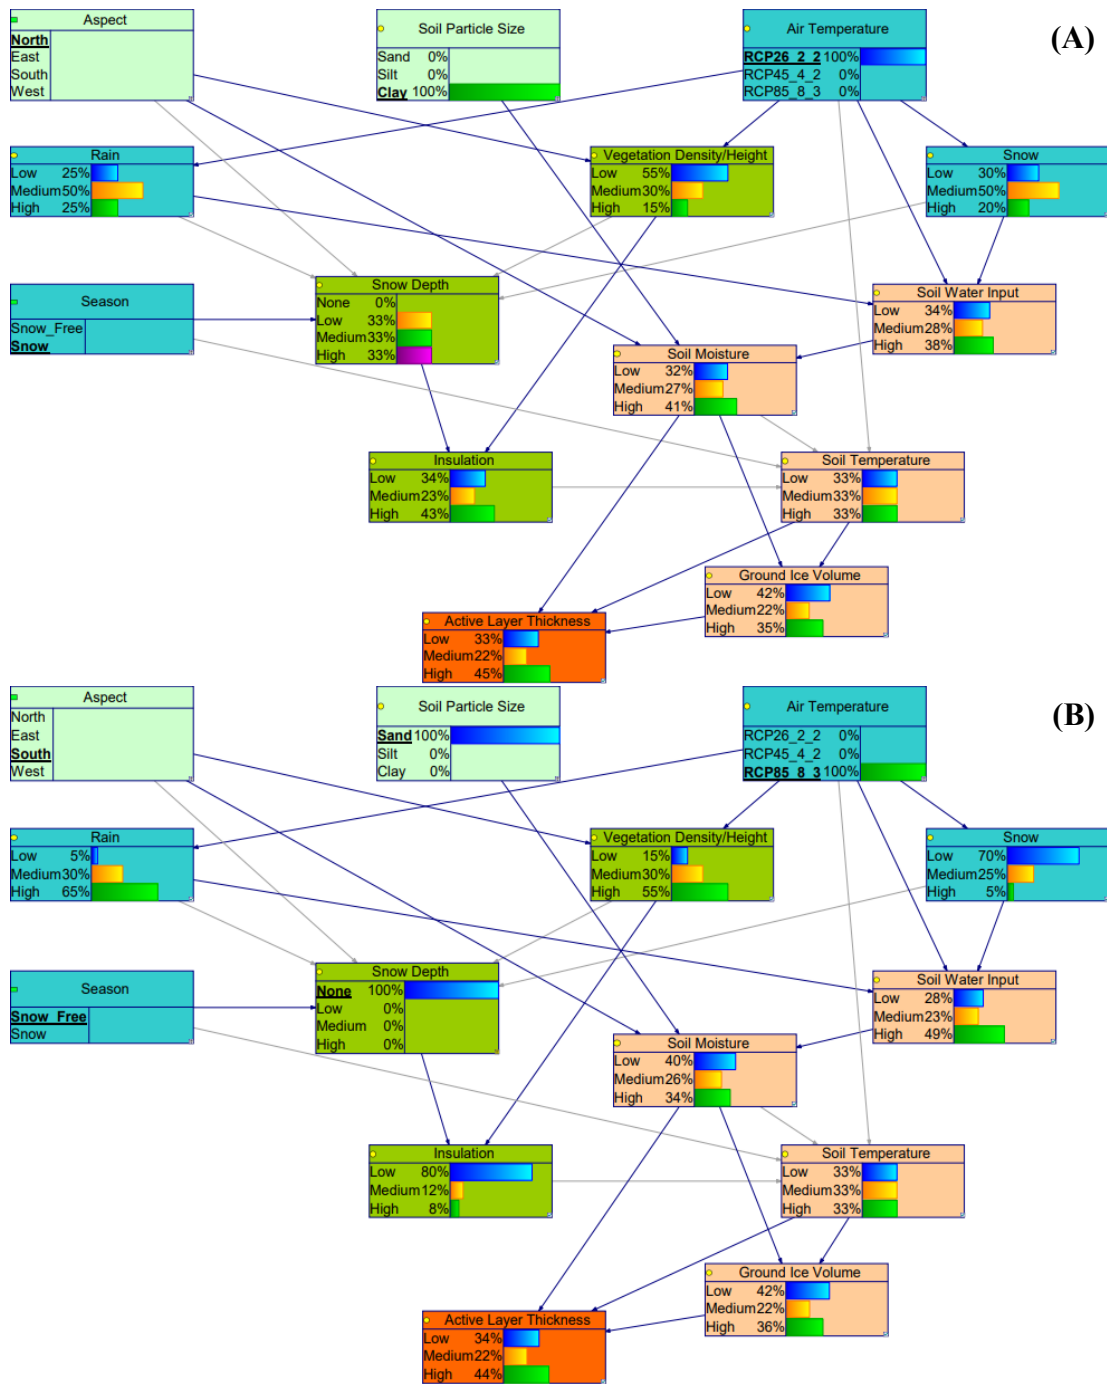 Aspect
North
East
South
West
Soil Particle Size
Sand 0%
Silt 0%
Clay 100%
Air Temperature
RCP26_2_2 100%
RCP45_4_2 0%
RCP85_8_3 0%
(A)
Rain
Low 25%
Medium 50%
High 25%
Vegetation Density/Height
Low 55%
Medium 30%
High 15%
Snow
Low 30%
Medium 50%
High 20%
Season
Snow_Free
Snow
Snow Depth
None 0%
Low 33%
Medium 33%
High 33%
Soil Water Input
Low 34%
Medium 28%
High 38%
Soil Moisture
Low 32%
Medium 27%
High 41%
Insulation
Low 34%
Medium 23%
High 43%
Soil Temperature
Low 33%
Medium 33%
High 33%
Ground Ice Volume
Low 42%
Medium 22%
High 35%
Active Layer Thickness
Low 33%
Medium 22%
High 45%
Aspect
North
East
South
West
Soil Particle Size
Sand 100%
Silt 0%
Clay 0%
Air Temperature
RCP26_2_2 0%
RCP45_4_2 0%
RCP85_8_3 100%
(B)
Rain
Low 5%
Medium 30%
High 65%
Vegetation Density/Height
Low 15%
Medium 30%
High 55%
Snow
Low 70%
Medium 25%
High 5%
Season
Snow_Free
Snow
Snow Depth
None 100%
Low 0%
Medium 0%
High 0%
Soil Water Input
Low 28%
Medium 23%
High 49%
Soil Moisture
Low 40%
Medium 26%
High 34%
Insulation
Low 80%
Medium 12%
High 8%
Soil Temperature
Low 33%
Medium 33%
High 33%
Ground Ice Volume
Low 42%
Medium 22%
High 36%
Active Layer Thickness
Low 34%
Medium 22%
High 44%